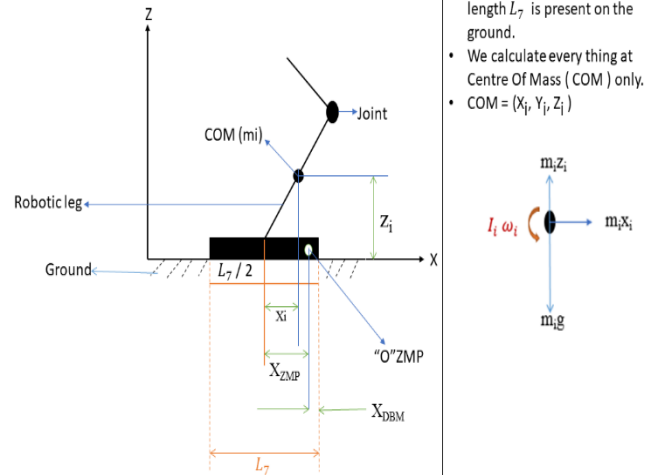 Z
Joint
COM (mi)
Robotic leg
Zᵢ
X
Ground
L₇ / 2
xi
"O"ZMP
X_ZMP
X_DBM
L₇
length L₇ is present on the
ground.
• We calculate every thing at
Centre Of Mass ( COM ) only.
• COM = (Xᵢ, Yᵢ, Zᵢ )
mᵢzᵢ
Iᵢ ωᵢ
mᵢxᵢ
mᵢg